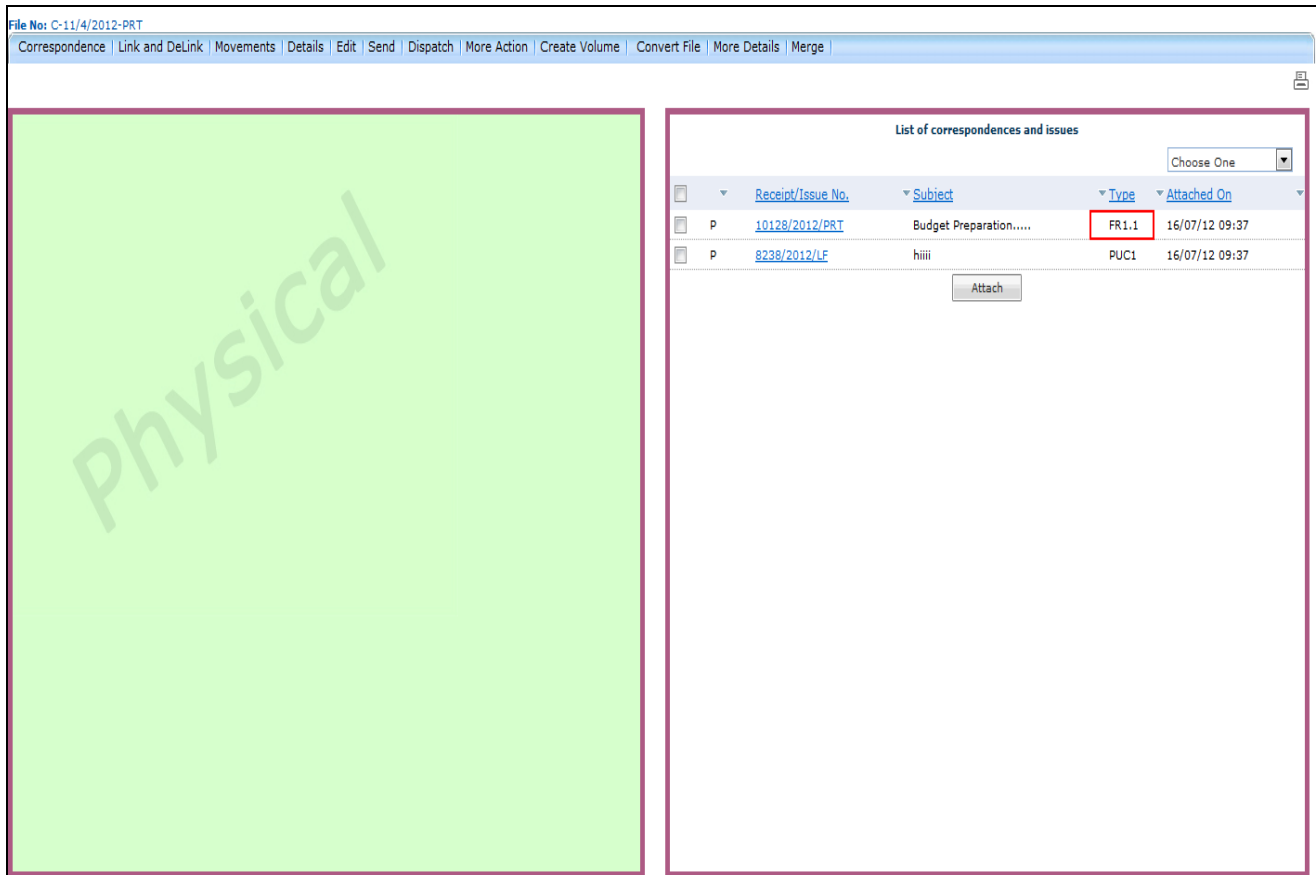 File No: C-11/4/2012-PRT
Correspondence | Link and DeLink | Movements | Details | Edit | Send | Dispatch | More Action | Create Volume | Convert File | More Details | Merge |
Physical
List of correspondences and issues
Choose One
Receipt/Issue No. Subject Type Attached On
P 10128/2012/PRT Budget Preparation..... FR1.1 16/07/12 09:37
P 8238/2012/LF hiiii PUC1 16/07/12 09:37
Attach